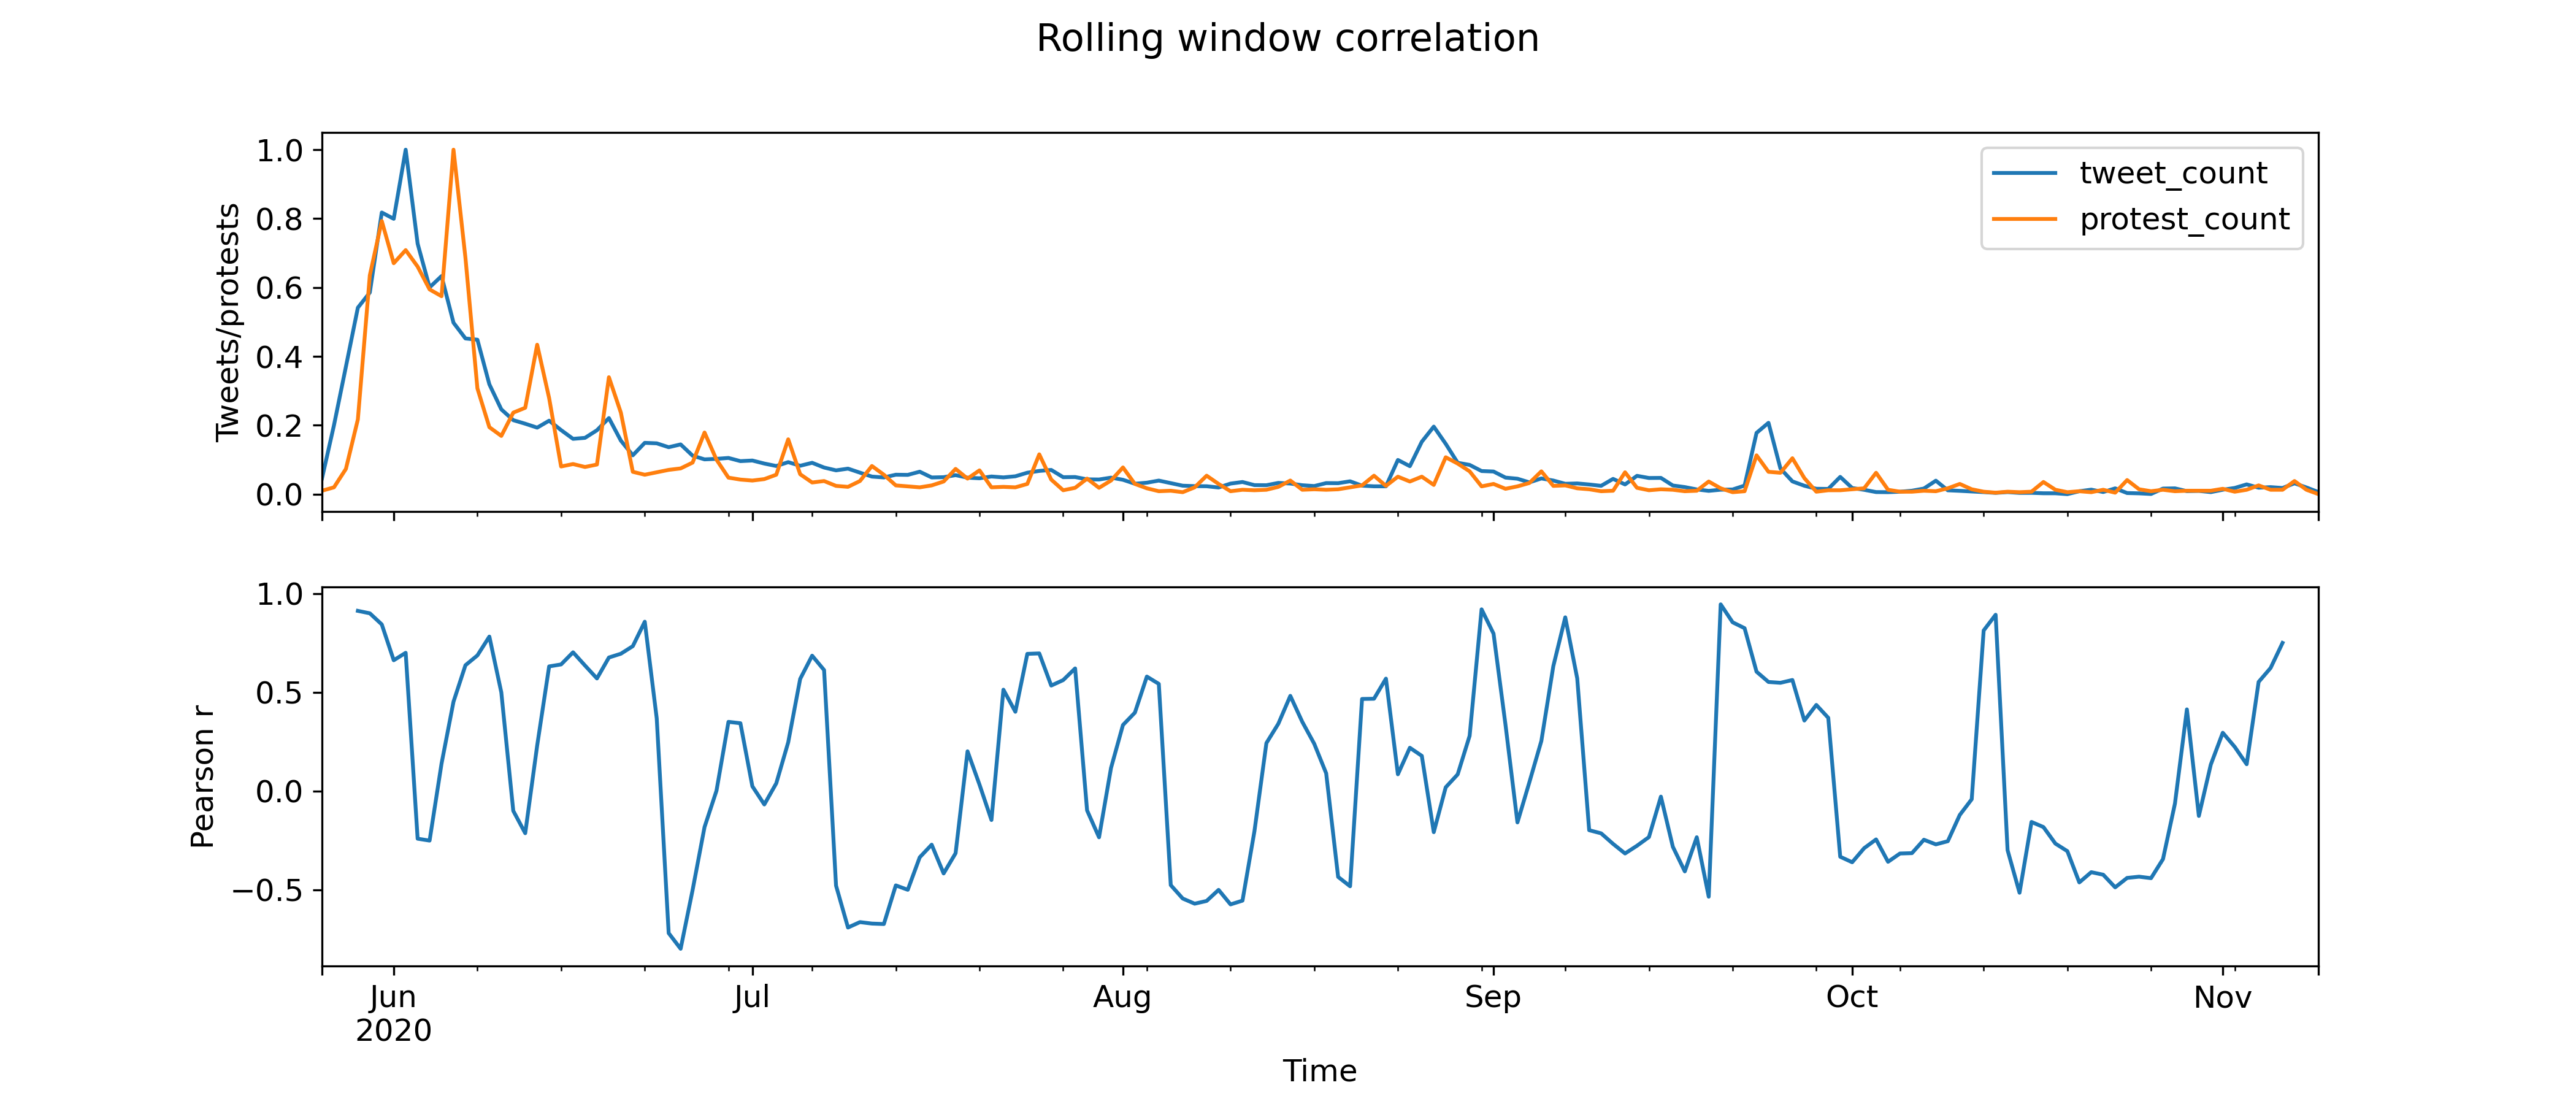 Rolling window correlation
1.0
0.8
0.6
0.4
0.2
0.0
Tweets/protests
tweet_count
protest_count
1.0
0.5
0.0
−0.5
Pearson r
Jun Jul Aug Sep Oct Nov
2020
Time